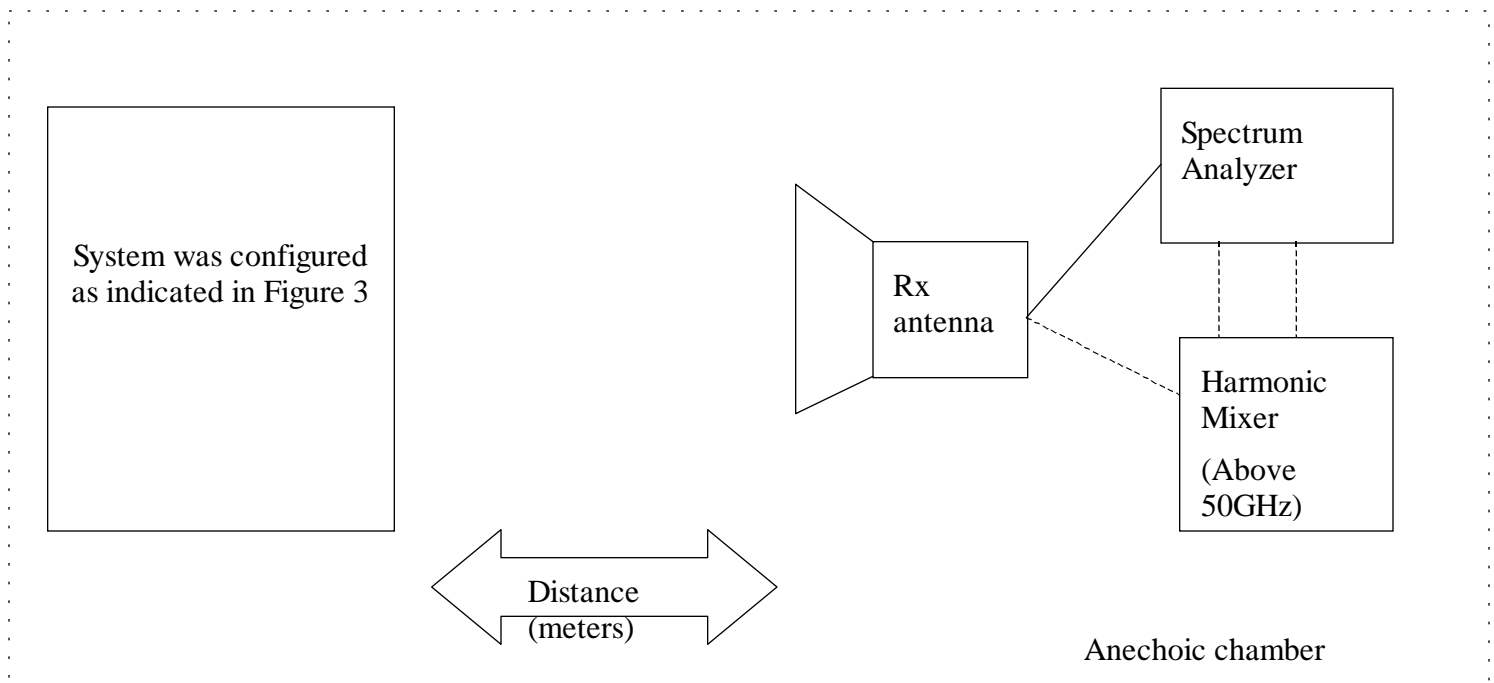 System was configured
as indicated in Figure 3
Rx
antenna
Spectrum
Analyzer
Harmonic
Mixer
(Above
50GHz)
Distance
(meters)
Anechoic chamber